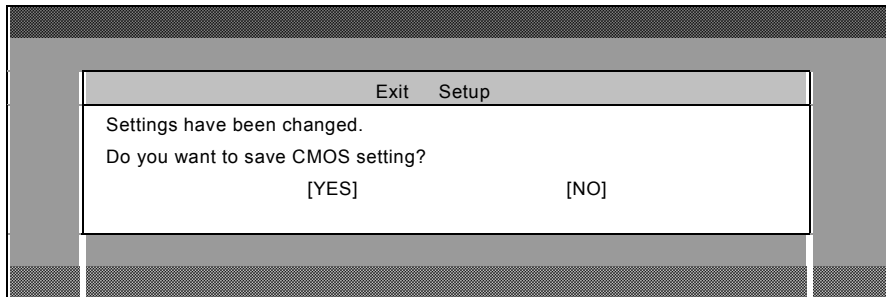 Exit Setup
Settings have been changed.
Do you want to save CMOS setting?
[YES] [NO]